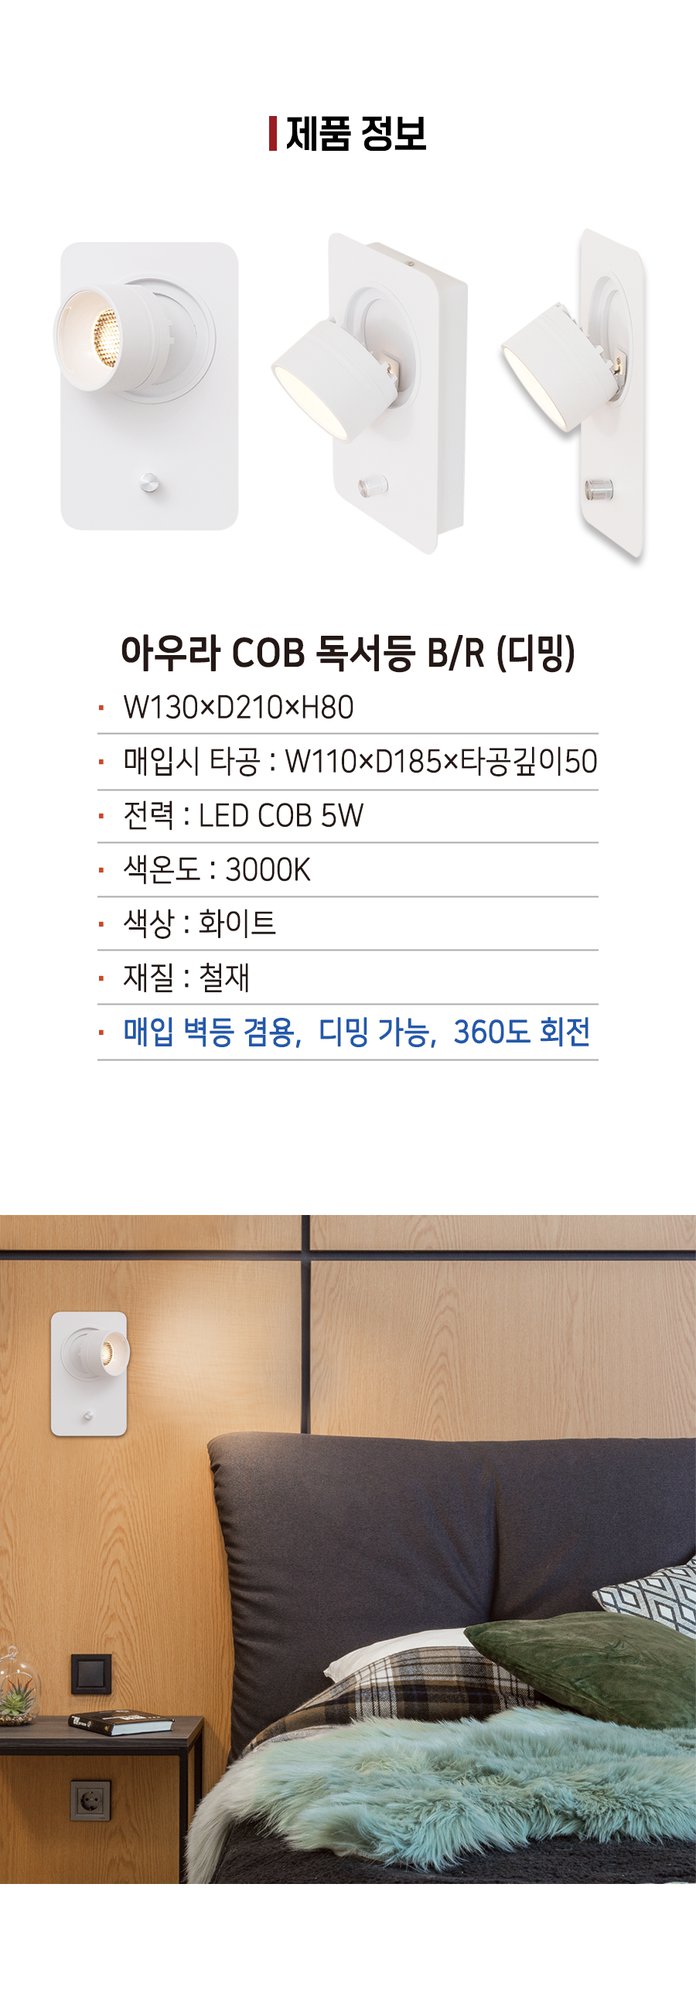 제품 정보
아우라 COB 독서등 B/R (디밍)
· W130×D210×H80
· 매입시 타공 : W110×D185×타공깊이50
· 전력 : LED COB 5W
· 색온도 : 3000K
· 색상 : 화이트
· 재질 : 철재
· 매입 벽등 겸용, 디밍 가능, 360도 회전